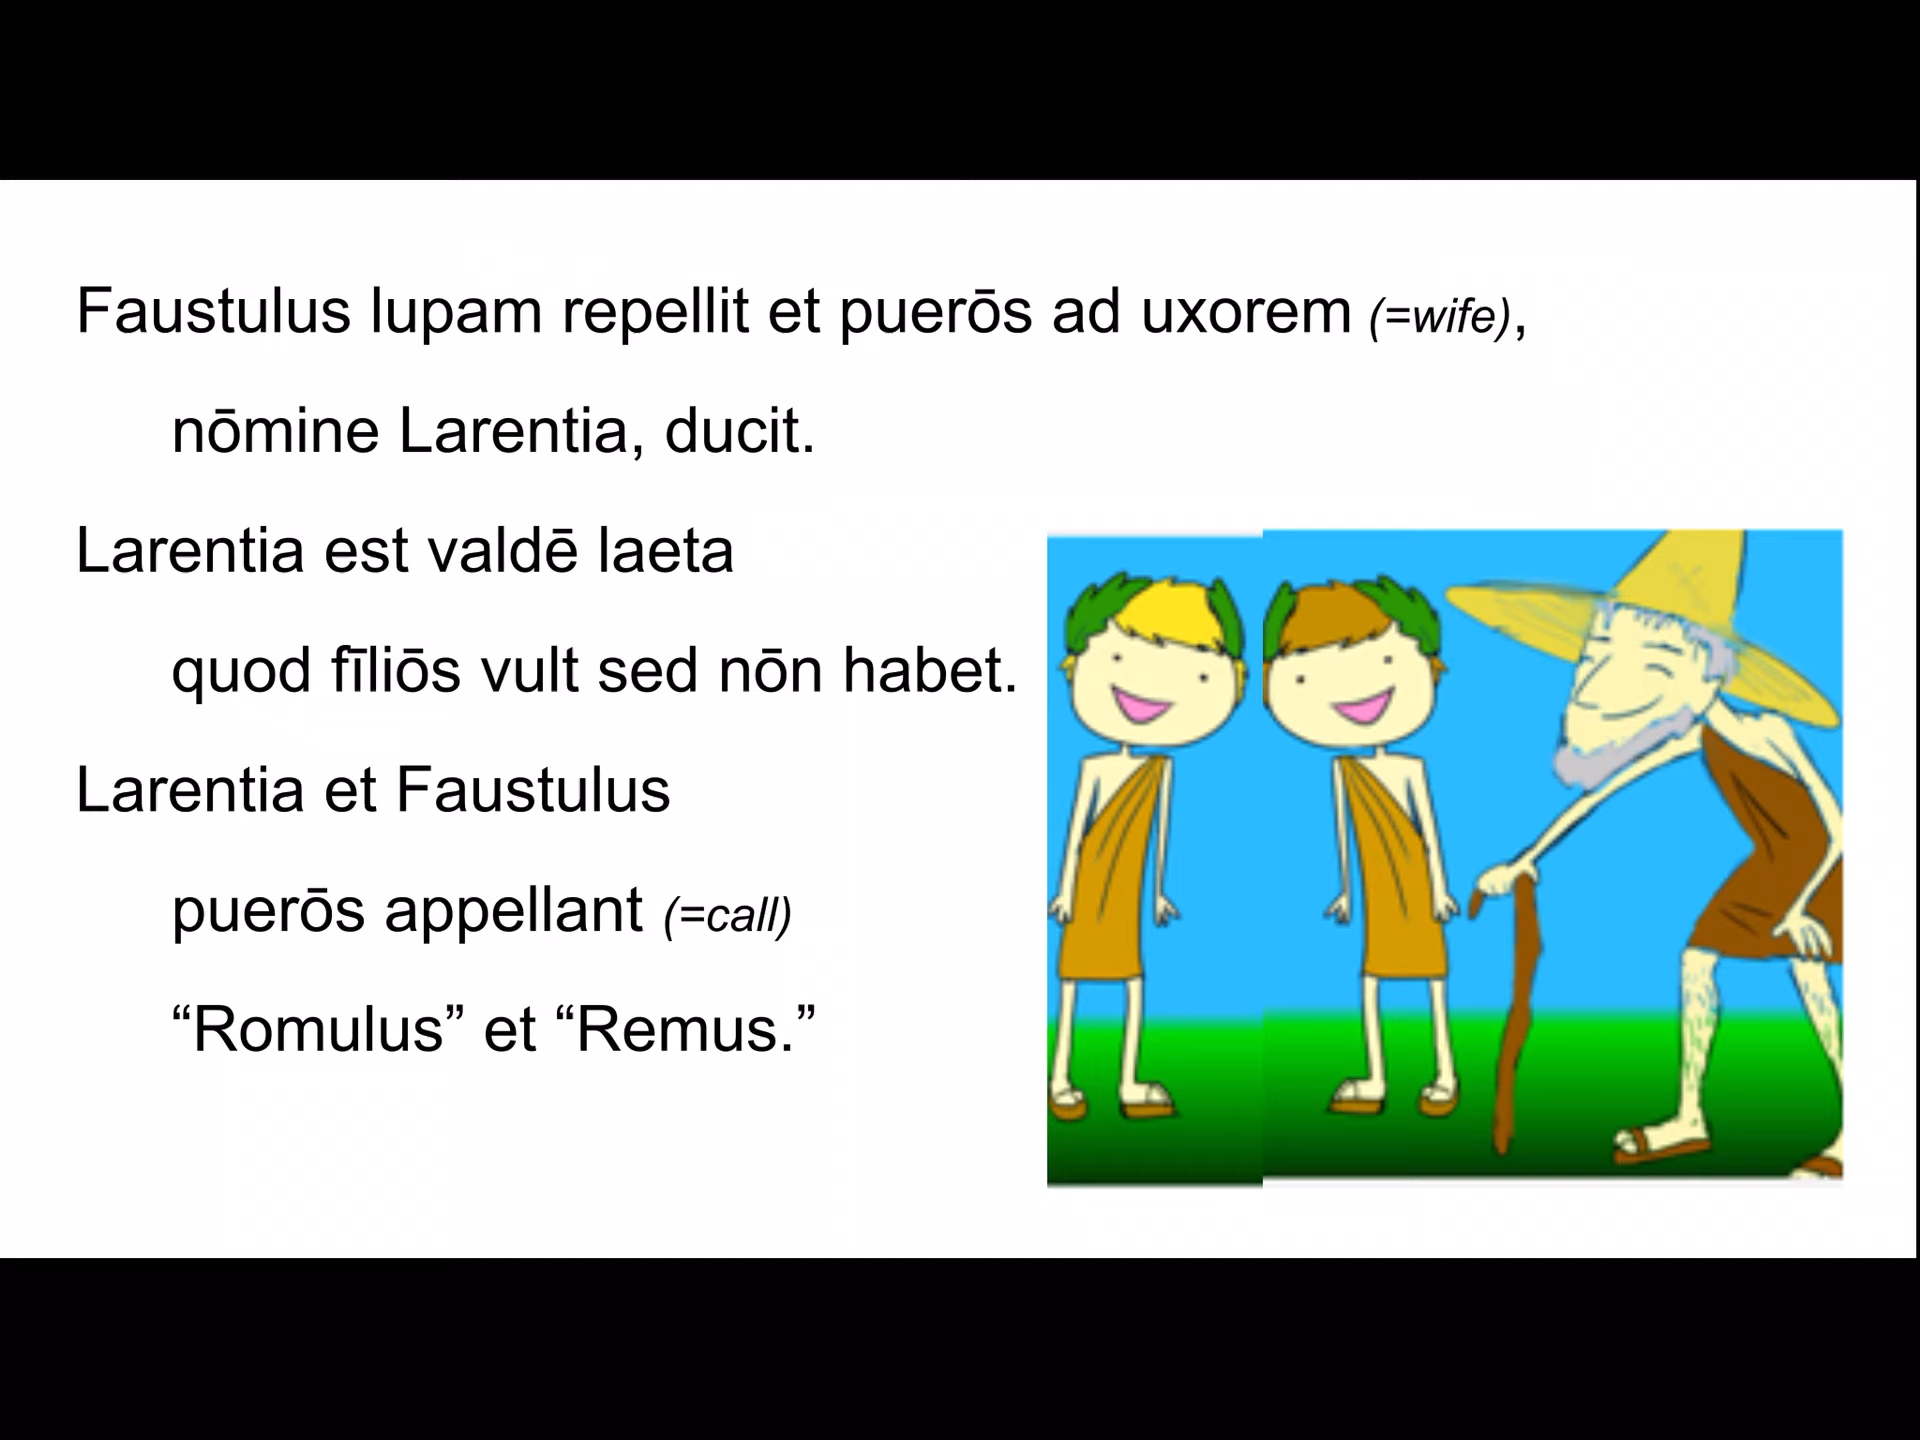 Faustulus lupam repellit et puerōs ad uxorem (=wife),
nōmine Larentia, ducit.
Larentia est valdē laeta
quod fīliōs vult sed nōn habet.
Larentia et Faustulus
puerōs appellant (=call)
“Romulus” et “Remus.”